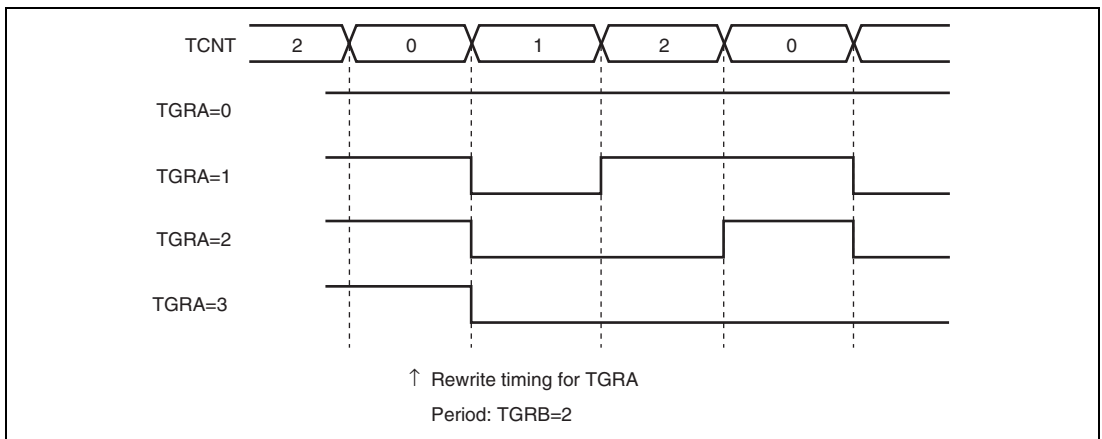 TCNT 2 0 1 2 0
TGRA=0
TGRA=1
TGRA=2
TGRA=3
↑ Rewrite timing for TGRA
Period: TGRB=2